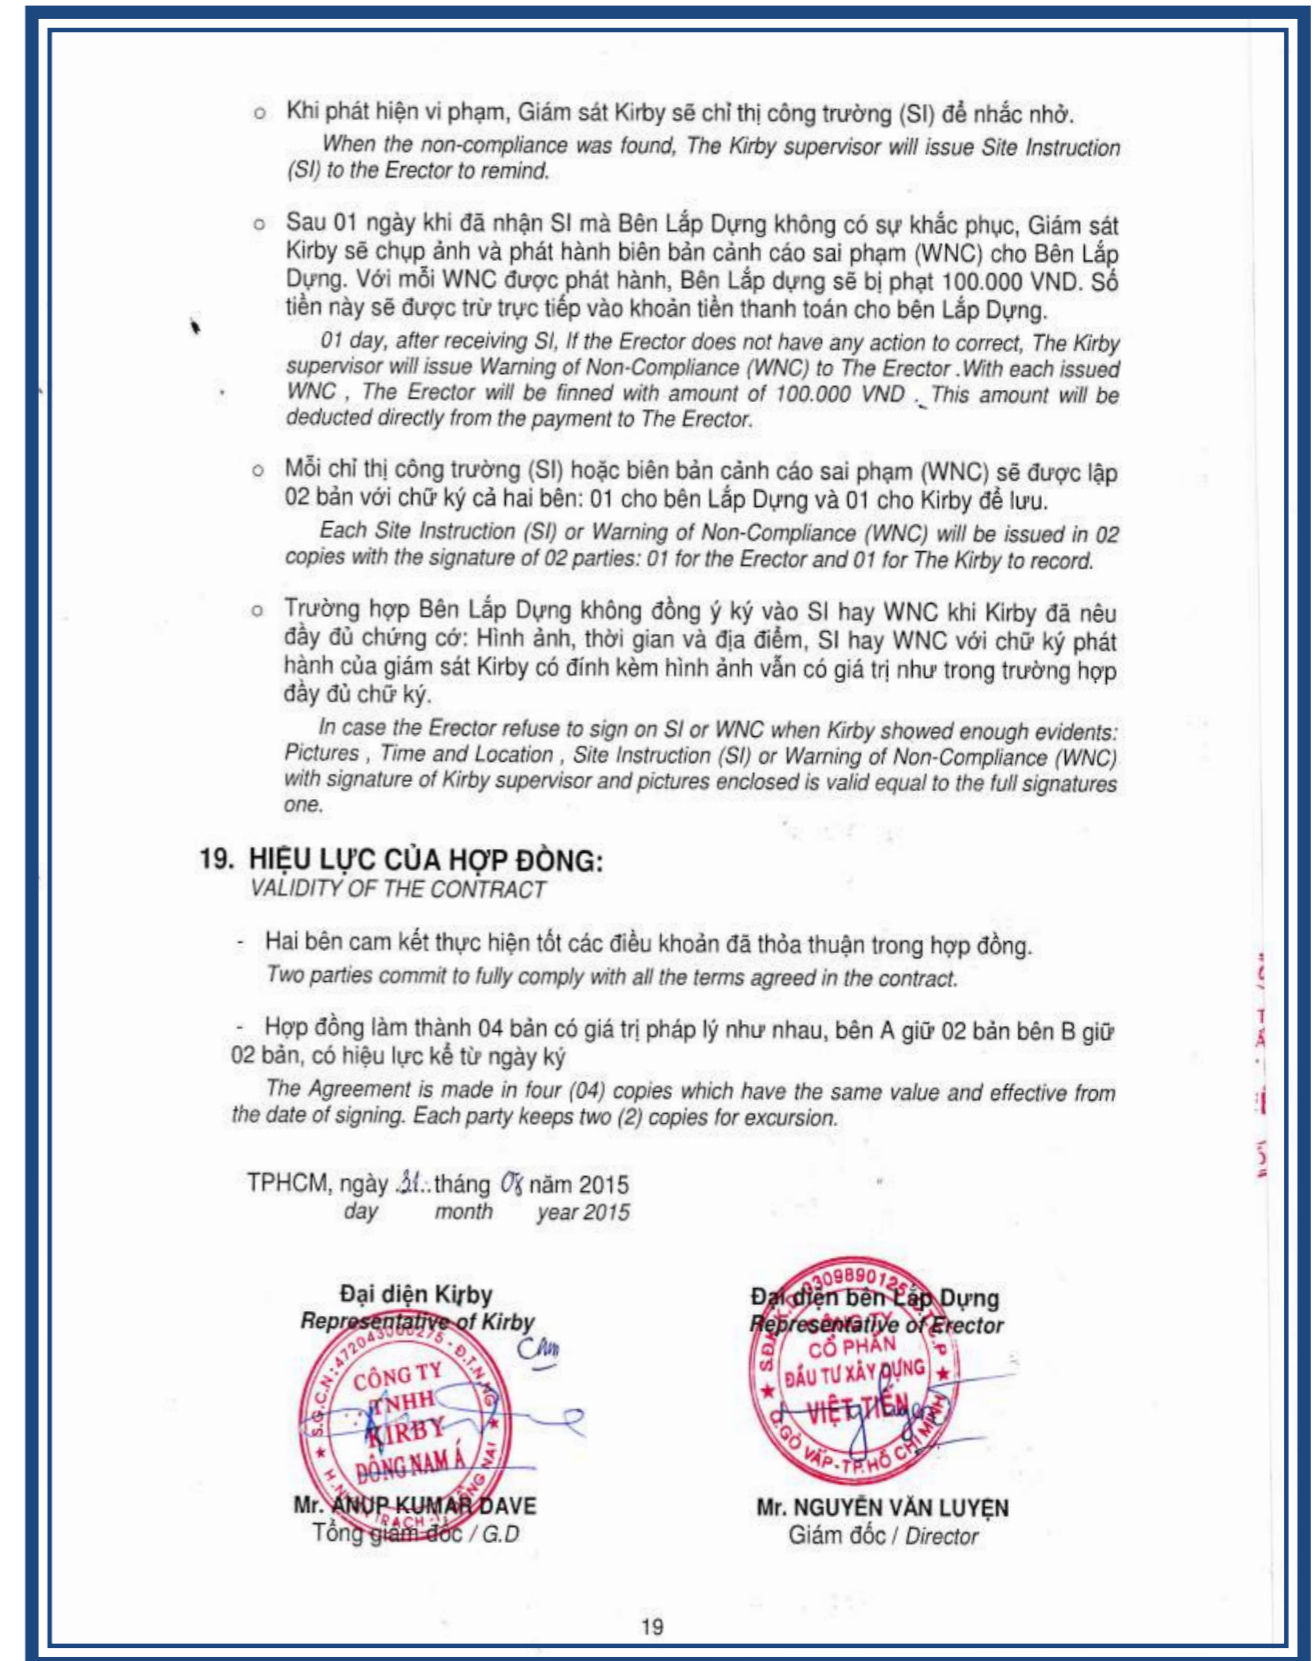 o Khi phát hiện vi phạm, Giám sát Kirby sẽ chỉ thị công trường (SI) để nhắc nhở.
When the non-compliance was found, The Kirby supervisor will issue Site Instruction
(SI) to the Erector to remind.
o Sau 01 ngày khi đã nhận SI mà Bên Lắp Dựng không có sự khắc phục, Giám sát
Kirby sẽ chụp ảnh và phát hành biên bản cảnh cáo sai phạm (WNC) cho Bên Lắp
Dựng. Với mỗi WNC được phát hành, Bên Lắp dựng sẽ bị phạt 100.000 VND. Số
tiền này sẽ được trừ trực tiếp vào khoản tiền thanh toán cho bên Lắp Dựng.
01 day, after receiving SI, If the Erector does not have any action to correct, The Kirby
supervisor will issue Warning of Non-Compliance (WNC) to The Erector .With each issued
WNC , The Erector will be finned with amount of 100.000 VND . This amount will be
deducted directly from the payment to The Erector.
o Mỗi chỉ thị công trường (SI) hoặc biên bản cảnh cáo sai phạm (WNC) sẽ được lập
02 bản với chữ ký cả hai bên: 01 cho bên Lắp Dựng và 01 cho Kirby để lưu.
Each Site Instruction (SI) or Warning of Non-Compliance (WNC) will be issued in 02
copies with the signature of 02 parties: 01 for the Erector and 01 for The Kirby to record.
o Trường hợp Bên Lắp Dựng không đồng ý ký vào SI hay WNC khi Kirby đã nêu
đầy đủ chứng cớ: Hình ảnh, thời gian và địa điểm, SI hay WNC với chữ ký phát
hành của giám sát Kirby có đính kèm hình ảnh vẫn có giá trị như trong trường hợp
đầy đủ chữ ký.
In case the Erector refuse to sign on SI or WNC when Kirby showed enough evidents:
Pictures , Time and Location , Site Instruction (SI) or Warning of Non-Compliance (WNC)
with signature of Kirby supervisor and pictures enclosed is valid equal to the full signatures
one.
19. HIỆU LỰC CỦA HỢP ĐỒNG:
VALIDITY OF THE CONTRACT
- Hai bên cam kết thực hiện tốt các điều khoản đã thỏa thuận trong hợp đồng.
Two parties commit to fully comply with all the terms agreed in the contract.
- Hợp đồng làm thành 04 bản có giá trị pháp lý như nhau, bên A giữ 02 bản bên B giữ
02 bản, có hiệu lực kể từ ngày ký
The Agreement is made in four (04) copies which have the same value and effective from
the date of signing. Each party keeps two (2) copies for excursion.
TPHCM, ngày 31 tháng 08 năm 2015
day month year 2015
Đại diện Kirby
Representative of Kirby
S.G.C.N: 472043000275 - Đ.T.N.N
CÔNG TY
TNHH
KIRBY
ĐÔNG NAM Á
Mr. ANUP KUMAR DAVE
Tổng giám đốc / G.D
Đại diện bên Lắp Dựng
Representative of Erector
CÔNG TY
CỔ PHẦN
ĐẦU TƯ XÂY DỰNG
VIỆT TIẾN
Q.GÒ VẤP-TP.HỒ CHÍ MINH
Mr. NGUYỄN VĂN LUYỆN
Giám đốc / Director
19